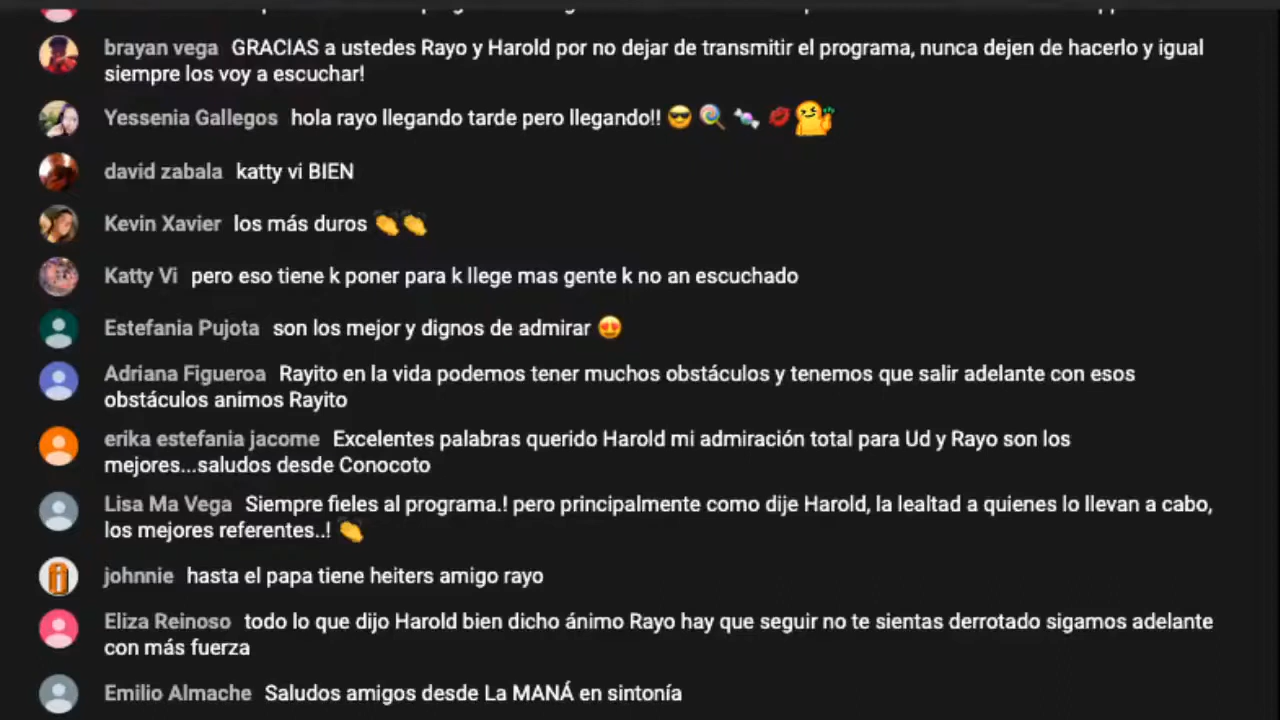 brayan vega GRACIAS a ustedes Rayo y Harold por no dejar de transmitir el programa, nunca dejen de hacerlo y igual
siempre los voy a escuchar!
Yessenia Gallegos hola rayo llegando tarde pero llegando!! 😎 🍭 🍬 💋
david zabala katty vi BIEN
Kevin Xavier los más duros 👏👏
Katty Vi pero eso tiene k poner para k llege mas gente k no an escuchado
Estefania Pujota son los mejor y dignos de admirar 😍
Adriana Figueroa Rayito en la vida podemos tener muchos obstáculos y tenemos que salir adelante con esos
obstáculos animos Rayito
erika estefania jacome Excelentes palabras querido Harold mi admiración total para Ud y Rayo son los
mejores...saludos desde Conocoto
Lisa Ma Vega Siempre fieles al programa.! pero principalmente como dije Harold, la lealtad a quienes lo llevan a cabo,
los mejores referentes..! 👏
johnnie hasta el papa tiene heiters amigo rayo
Eliza Reinoso todo lo que dijo Harold bien dicho ánimo Rayo hay que seguir no te sientas derrotado sigamos adelante
con más fuerza
Emilio Almache Saludos amigos desde La MANÁ en sintonía